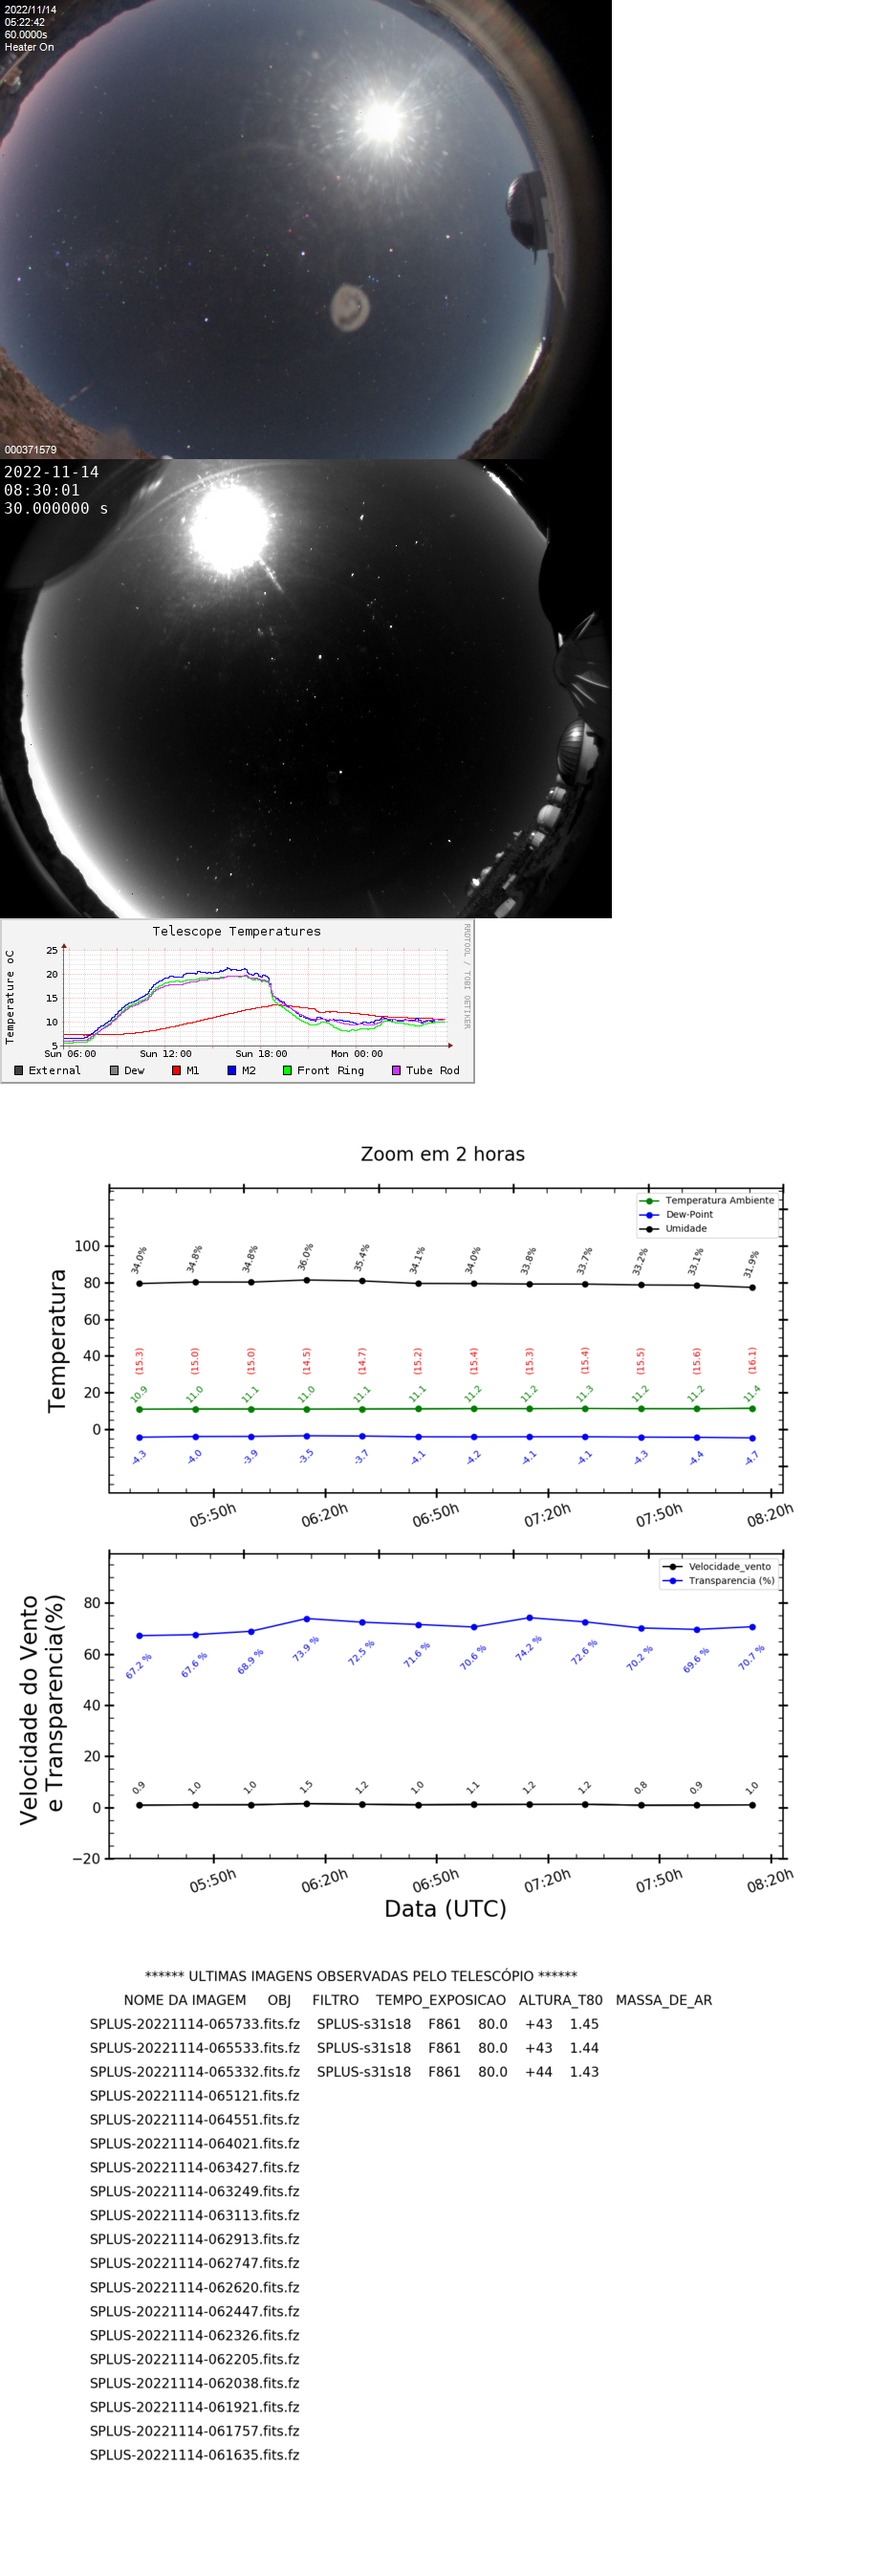 2022/11/14
05:22:42
60.0000s
Heater On
000371579
2022-11-14
08:30:01
30.000000 s
Telescope Temperatures
RRDTOOL / TOBI OETIKER
Temperature oC
25
20
15
10
5
Sun 06:00 Sun 12:00 Sun 18:00 Mon 00:00
External Dew M1 M2 Front Ring Tube Rod
Zoom em 2 horas
Temperatura Ambiente
Dew-Point
Umidade
Temperatura
100
80
60
40
20
0
34.0% 34.8% 34.8% 36.0% 35.4% 34.1% 34.0% 33.8% 33.7% 33.2% 33.1% 31.9%
(15.3) (15.0) (15.0) (14.5) (14.7) (15.2) (15.4) (15.3) (15.4) (15.5) (15.6) (16.1)
10.9 11.0 11.1 11.0 11.1 11.1 11.2 11.2 11.3 11.2 11.2 11.4
-4.3 -4.0 -3.9 -3.5 -3.7 -4.1 -4.2 -4.1 -4.1 -4.3 -4.4 -4.7
05:50h 06:20h 06:50h 07:20h 07:50h 08:20h
Velocidade_vento
Transparencia (%)
Velocidade do Vento
e Transparencia(%)
80
60
40
20
0
−20
67.2 % 67.6 % 68.9 % 73.9 % 72.5 % 71.6 % 70.6 % 74.2 % 72.6 % 70.2 % 69.6 % 70.7 %
0.9 1.0 1.0 1.5 1.2 1.0 1.1 1.2 1.2 0.8 0.9 1.0
05:50h 06:20h 06:50h 07:20h 07:50h 08:20h
Data (UTC)
****** ULTIMAS IMAGENS OBSERVADAS PELO TELESCÓPIO ******
NOME DA IMAGEM OBJ FILTRO TEMPO_EXPOSICAO ALTURA_T80 MASSA_DE_AR
SPLUS-20221114-065733.fits.fz SPLUS-s31s18 F861 80.0 +43 1.45
SPLUS-20221114-065533.fits.fz SPLUS-s31s18 F861 80.0 +43 1.44
SPLUS-20221114-065332.fits.fz SPLUS-s31s18 F861 80.0 +44 1.43
SPLUS-20221114-065121.fits.fz
SPLUS-20221114-064551.fits.fz
SPLUS-20221114-064021.fits.fz
SPLUS-20221114-063427.fits.fz
SPLUS-20221114-063249.fits.fz
SPLUS-20221114-063113.fits.fz
SPLUS-20221114-062913.fits.fz
SPLUS-20221114-062747.fits.fz
SPLUS-20221114-062620.fits.fz
SPLUS-20221114-062447.fits.fz
SPLUS-20221114-062326.fits.fz
SPLUS-20221114-062205.fits.fz
SPLUS-20221114-062038.fits.fz
SPLUS-20221114-061921.fits.fz
SPLUS-20221114-061757.fits.fz
SPLUS-20221114-061635.fits.fz